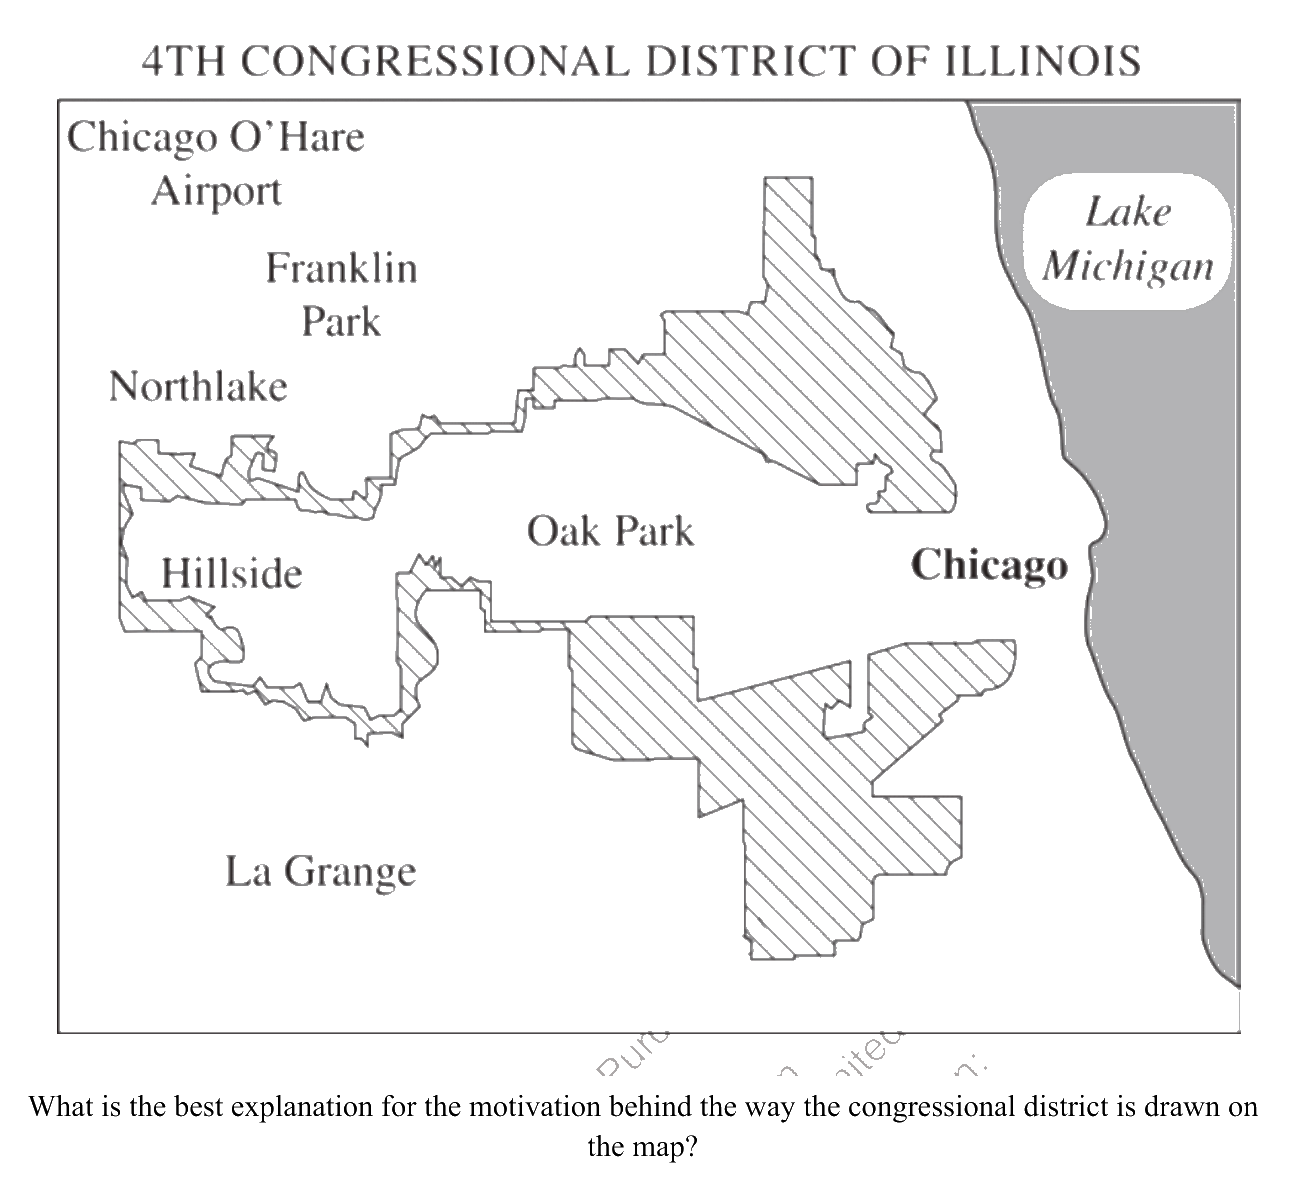 4TH CONGRESSIONAL DISTRICT OF ILLINOIS
Chicago O'Hare
Airport
Lake
Michigan
Franklin
Park
Northlake
Oak Park
Chicago
Hillside
La Grange
What is the best explanation for the motivation behind the way the congressional district is drawn on
the map?